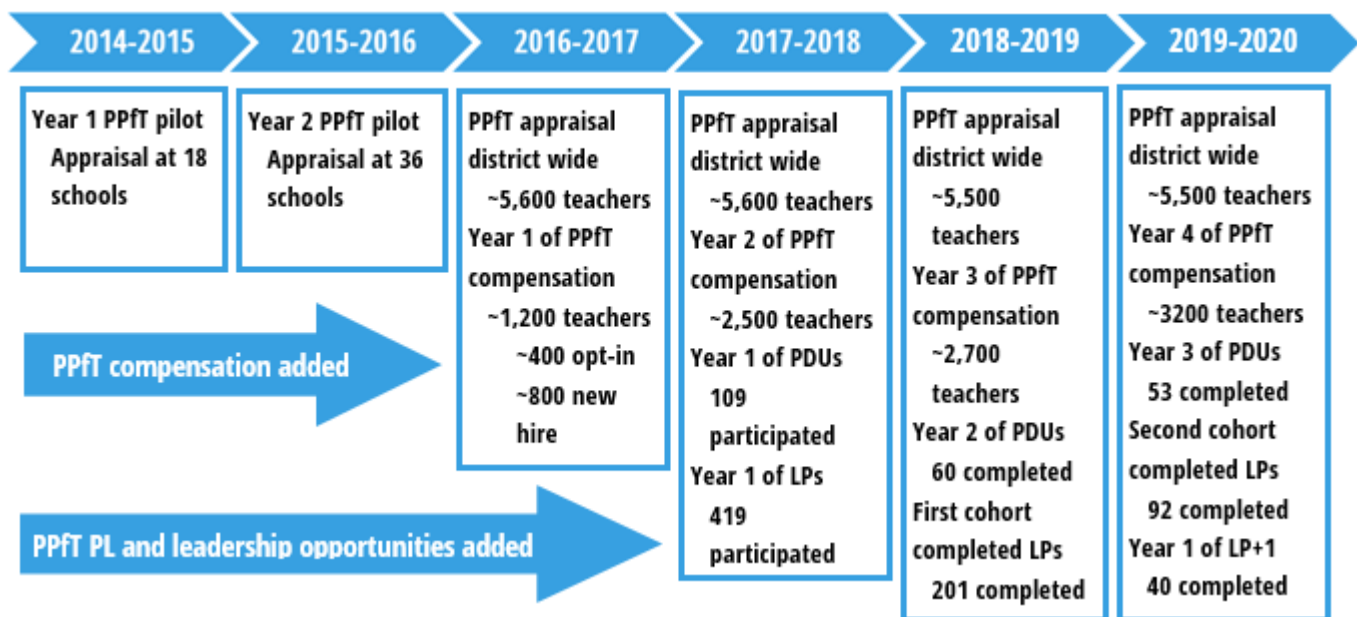 2014-2015
2015-2016
2016-2017
2017-2018
2018-2019
2019-2020
Year 1 PPfT pilot
Appraisal at 18
schools
Year 2 PPfT pilot
Appraisal at 36
schools
PPfT appraisal
district wide
~5,600 teachers
Year 1 of PPfT
compensation
~1,200 teachers
~400 opt-in
~800 new
hire
PPfT appraisal
district wide
~5,600 teachers
Year 2 of PPfT
compensation
~2,500 teachers
Year 1 of PDUs
109
participated
Year 1 of LPs
419
participated
PPfT appraisal
district wide
~5,500
teachers
Year 3 of PPfT
compensation
~2,700
teachers
Year 2 of PDUs
60 completed
First cohort
completed LPs
201 completed
PPfT appraisal
district wide
~5,500 teachers
Year 4 of PPfT
compensation
~3200 teachers
Year 3 of PDUs
53 completed
Second cohort
completed LPs
92 completed
Year 1 of LP+1
40 completed
PPfT compensation added
PPfT PL and leadership opportunities added